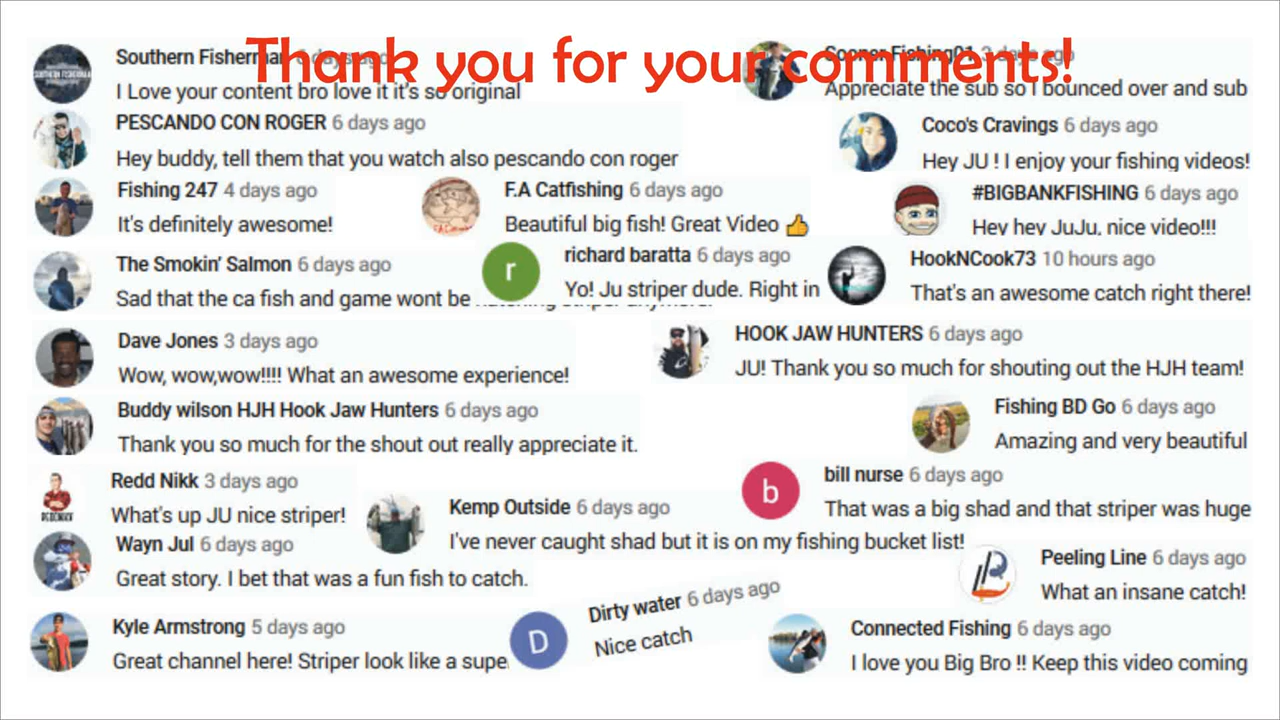 Thank you for your comments!
Southern Fisherman 6 days ago
I Love your content bro love it it's so original
Cooper Fishing01 3 days ago
Appreciate the sub so I bounced over and sub
PESCANDO CON ROGER 6 days ago
Hey buddy, tell them that you watch also pescando con roger
Coco's Cravings 6 days ago
Hey JU ! I enjoy your fishing videos!
Fishing 247 4 days ago
It's definitely awesome!
F.A Catfishing 6 days ago
Beautiful big fish! Great Video 👍
#BIGBANKFISHING 6 days ago
Hey hey JuJu, nice video!!!
The Smokin' Salmon 6 days ago
Sad that the ca fish and game wont be
richard baratta 6 days ago
Yo! Ju striper dude. Right in
HookNCook73 10 hours ago
That's an awesome catch right there!
Dave Jones 3 days ago
Wow, wow,wow!!!! What an awesome experience!
HOOK JAW HUNTERS 6 days ago
JU! Thank you so much for shouting out the HJH team!
Buddy wilson HJH Hook Jaw Hunters 6 days ago
Thank you so much for the shout out really appreciate it.
Fishing BD Go 6 days ago
Amazing and very beautiful
Redd Nikk 3 days ago
What's up JU nice striper!
Kemp Outside 6 days ago
I've never caught shad but it is on my fishing bucket list!
bill nurse 6 days ago
That was a big shad and that striper was huge
Wayn Jul 6 days ago
Great story. I bet that was a fun fish to catch.
Peeling Line 6 days ago
What an insane catch!
Kyle Armstrong 5 days ago
Great channel here! Striper look like a supe
Dirty water 6 days ago
Nice catch
Connected Fishing 6 days ago
I love you Big Bro !! Keep this video coming
r
b
D